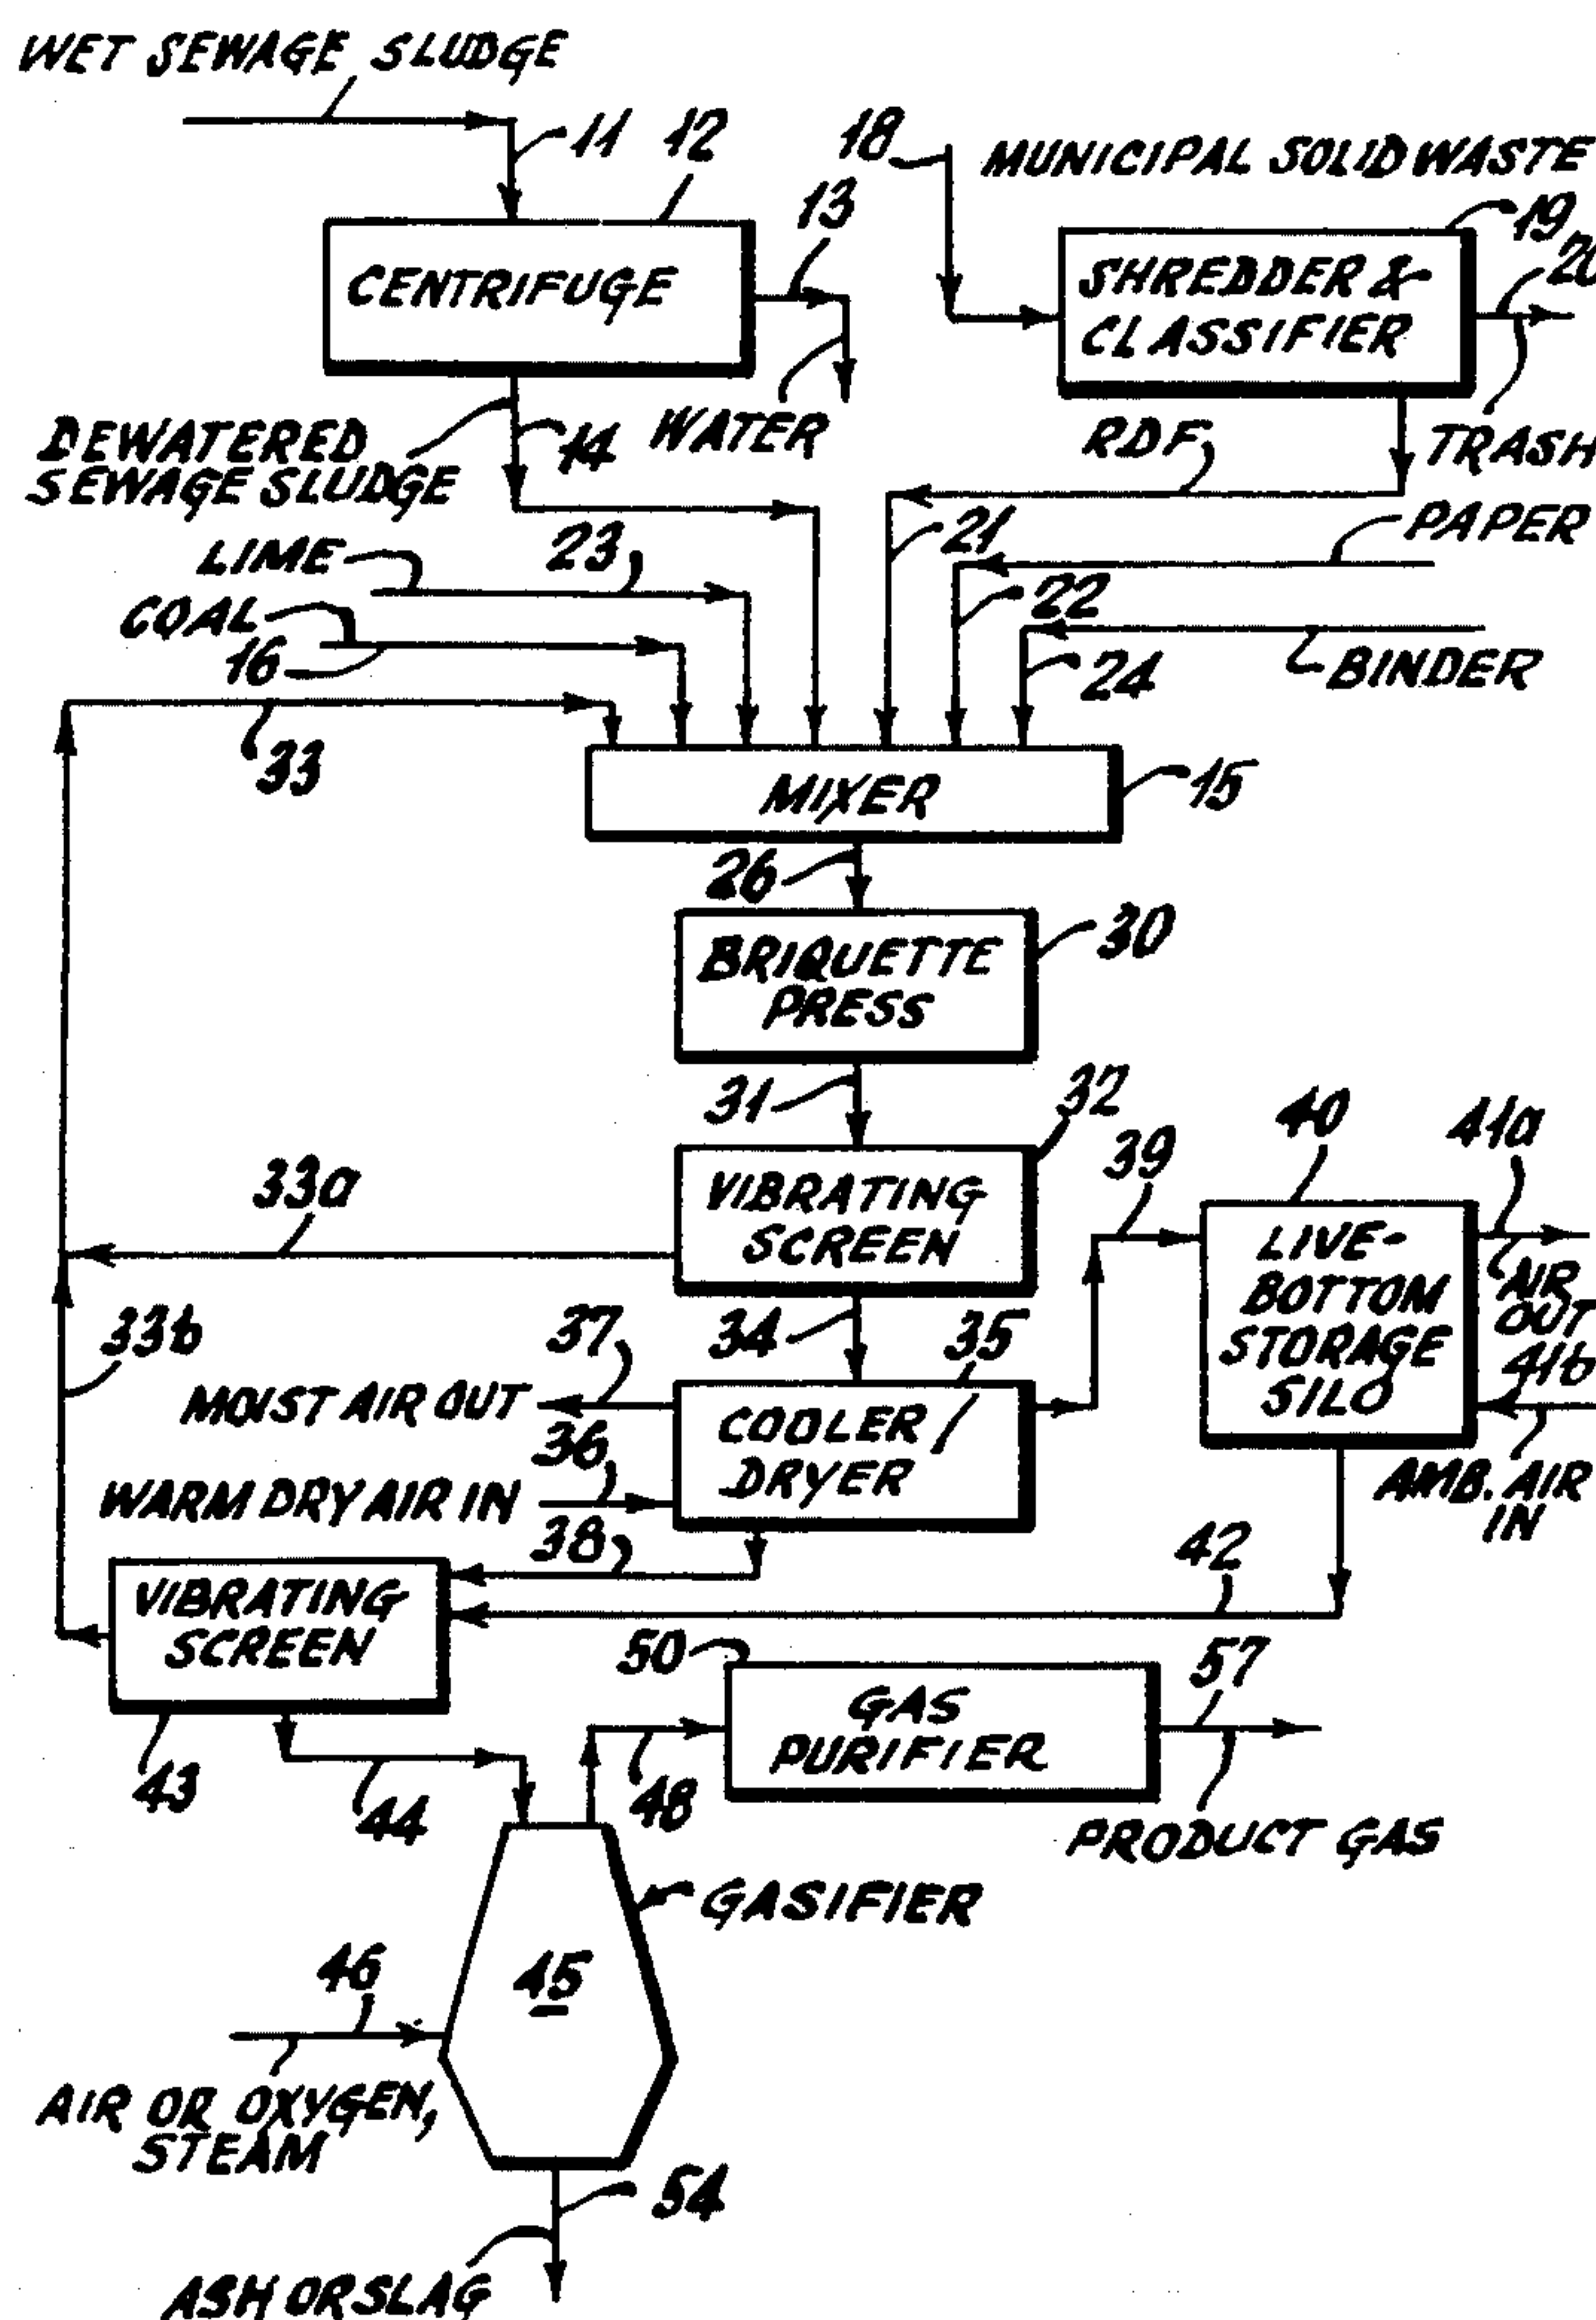 WET SEWAGE SLUDGE
11
12
13
18
MUNICIPAL SOLID WASTE
19
20
CENTRIFUGE
SHREDDER &
CLASSIFIER
DEWATERED
SEWAGE SLUDGE
14
WATER
RDF
TRASH
LIME
23
21
PAPER
COAL
16
22
24
BINDER
33
MIXER
15
26
BRIQUETTE
PRESS
30
31
32
33a
VIBRATING
SCREEN
39
40
41a
LIVE-
BOTTOM
STORAGE
SILO
AIR
OUT
41b
AMB. AIR
IN
33b
37
34
35
MOIST AIR OUT
36
COOLER /
DRYER
WARM DRY AIR IN
38
42
VIBRATING
SCREEN
43
44
50
GAS
PURIFIER
57
48
PRODUCT GAS
GASIFIER
45
46
AIR OR OXYGEN,
STEAM
54
ASH OR SLAG